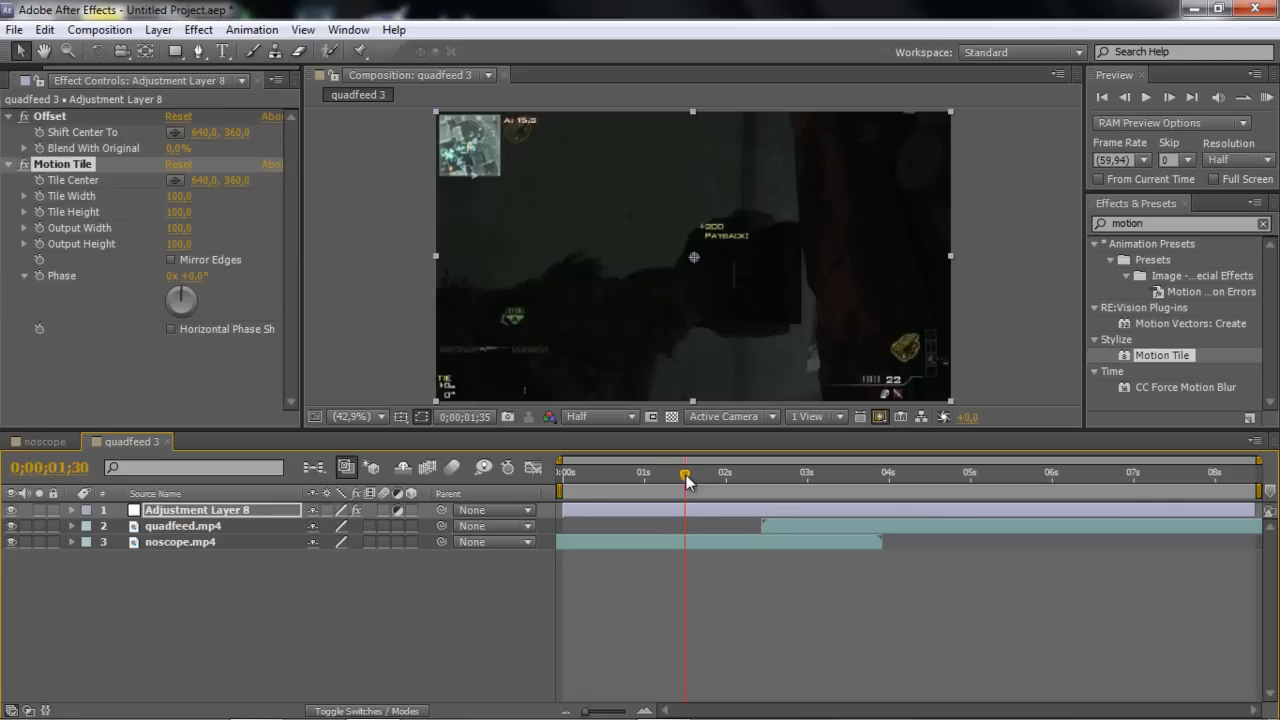 Adobe After Effects - Untitled Project.aep *
File Edit Composition Layer Effect Animation View Window Help
Workspace: Standard Search Help
Effect Controls: Adjustment Layer 8
Composition: quadfeed 3
Preview
quadfeed 3 • Adjustment Layer 8
quadfeed 3
Offset Reset Abo
Shift Center To 640,0, 360,0
Blend With Original 0,0%
Motion Tile Reset Abo
Tile Center 640,0, 360,0
Tile Width 100,0
Tile Height 100,0
Output Width 100,0
Output Height 100,0
Mirror Edges
Phase 0x +0,0°
Horizontal Phase Sh
+200
PAYBACK!
22
RAM Preview Options
Frame Rate Skip Resolution
(59,94) 0 Half
From Current Time Full Screen
Effects & Presets
motion
* Animation Presets
Presets
Image -...ecial Effects
Motion ...on Errors
RE:Vision Plug-ins
Motion Vectors: Create
Stylize
Motion Tile
Time
CC Force Motion Blur
(42,9%) 0;00;01;35 Half Active Camera 1 View +0,0
noscope quadfeed 3
0;00;01;30
:00s 01s 02s 03s 04s 05s 06s 07s 08s
# Source Name Parent
1 Adjustment Layer 8 None
2 quadfeed.mp4 None
3 noscope.mp4 None
Toggle Switches / Modes